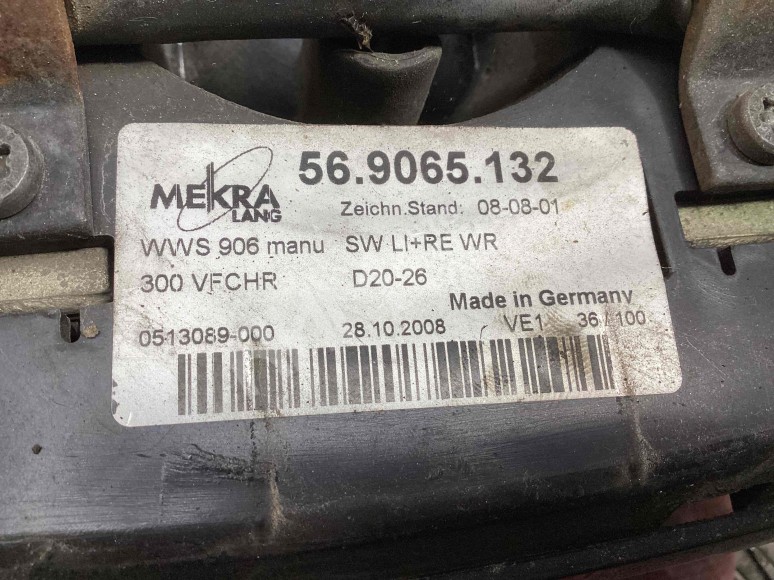 MEKRA
LANG
56.9065.132
Zeichn.Stand: 08-08-01
WWS 906 manu SW LI+RE WR
300 VFCHR D20-26
Made in Germany
0513089-000 28.10.2008 VE1 36/100